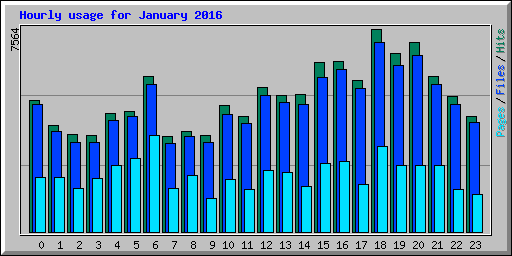 Hourly usage for January 2016
7564
Pages / Files / Hits
0 1 2 3 4 5 6 7 8 9 10 11 12 13 14 15 16 17 18 19 20 21 22 23